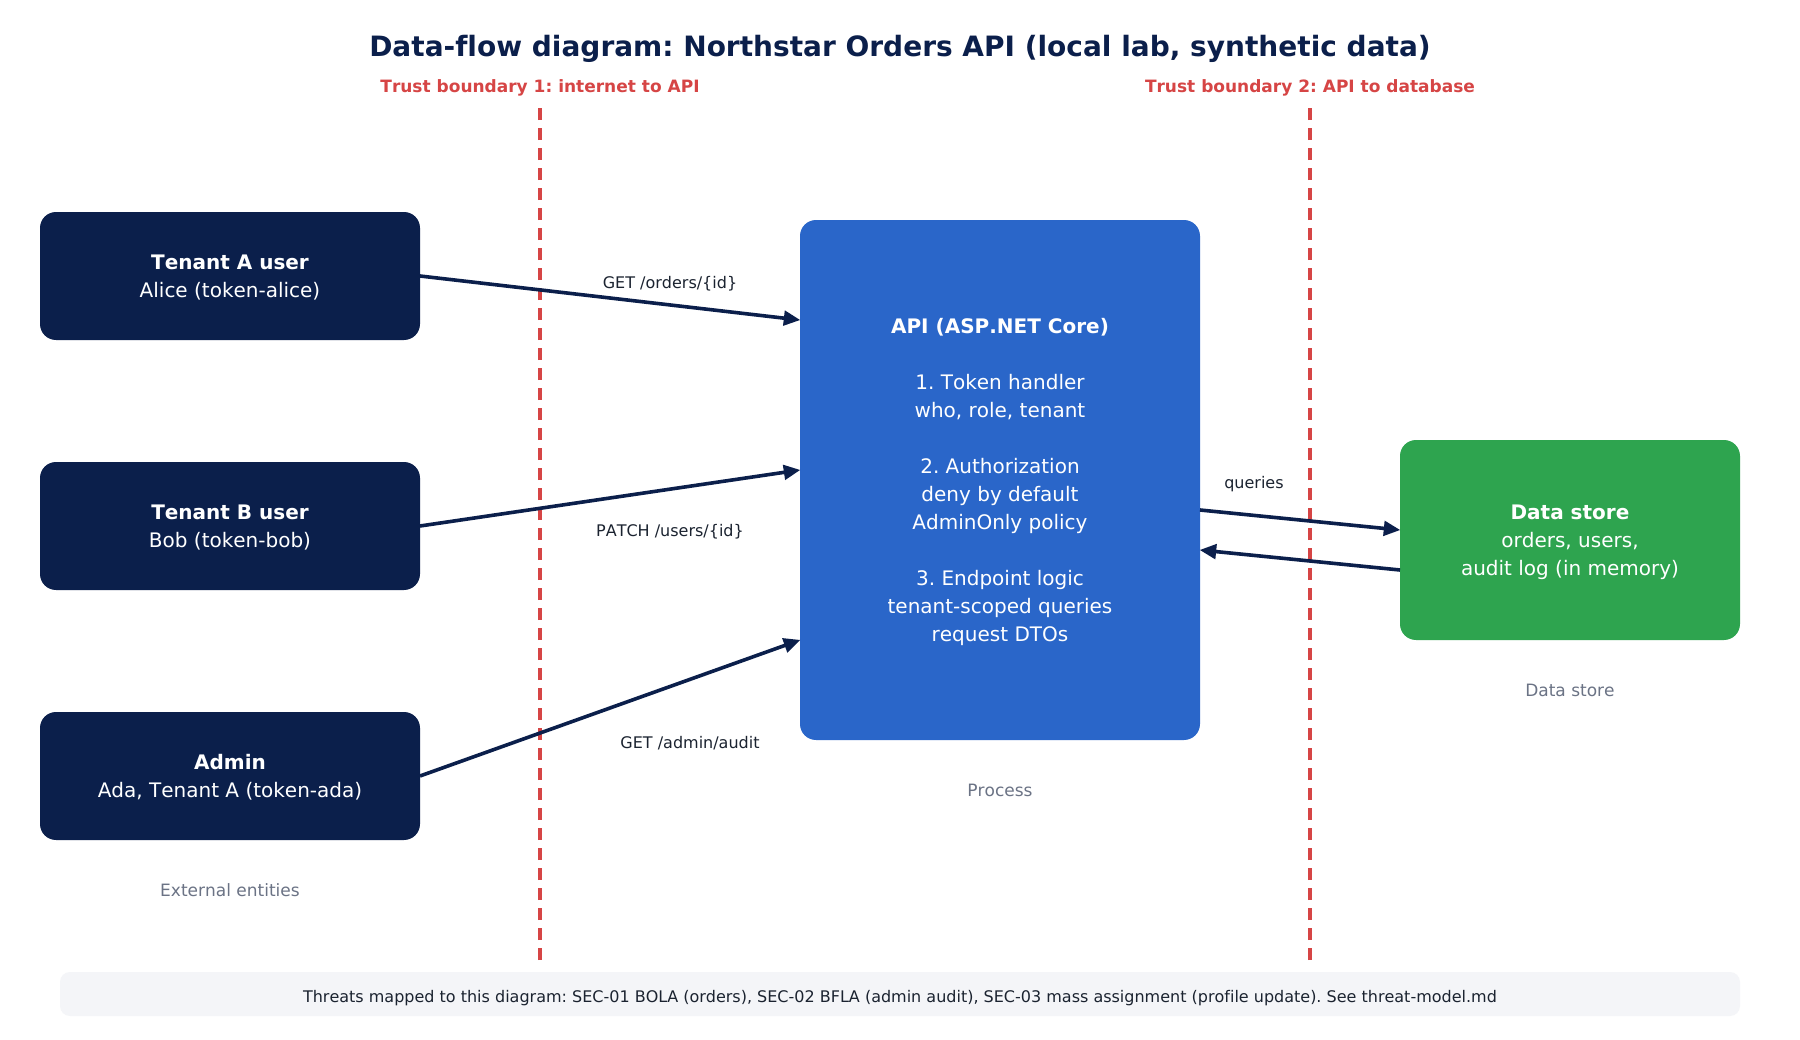 Data-flow diagram: Northstar Orders API (local lab, synthetic data)
Trust boundary 1: internet to API
Trust boundary 2: API to database
Tenant A user
Alice (token-alice)
GET /orders/{id}
Tenant B user
Bob (token-bob)
PATCH /users/{id}
Admin
Ada, Tenant A (token-ada)
GET /admin/audit
External entities
API (ASP.NET Core)
1. Token handler
who, role, tenant
2. Authorization
deny by default
AdminOnly policy
3. Endpoint logic
tenant-scoped queries
request DTOs
Process
queries
Data store
orders, users,
audit log (in memory)
Data store
Threats mapped to this diagram: SEC-01 BOLA (orders), SEC-02 BFLA (admin audit), SEC-03 mass assignment (profile update). See threat-model.md